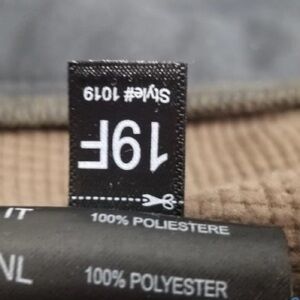 Style# 1019
19F
IT 100% POLIESTERE
NL 100% POLYESTER